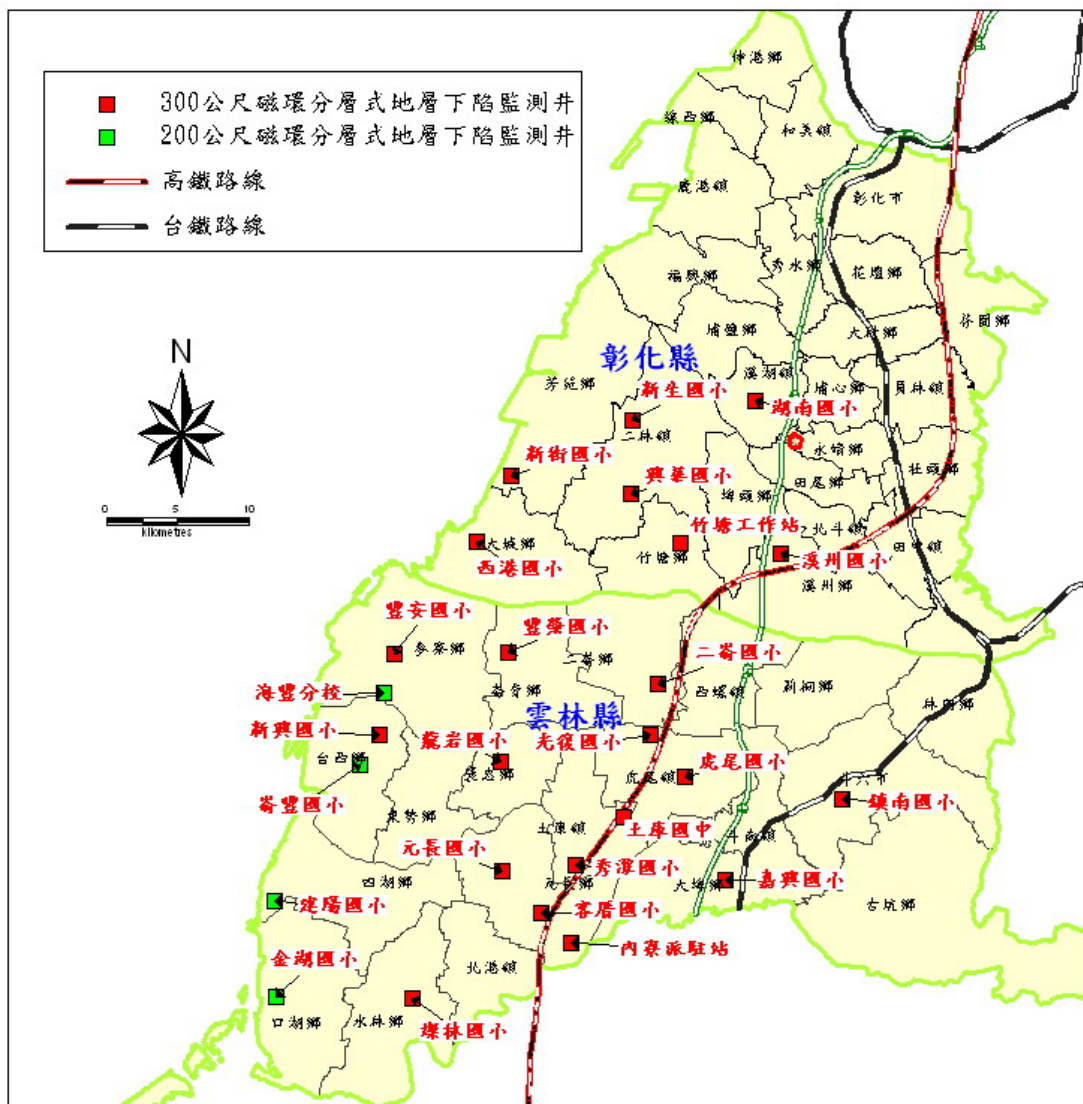 300公尺磁環分層式地層下陷監測井
200公尺磁環分層式地層下陷監測井
高鐵路線
台鐵路線
N
0 5 10
kilometres
伸港鄉
線西鄉
和美鎮
鹿港鎮
彰化市
秀水鄉
福興鄉
花壇鄉
芬園鄉
埔鹽鄉
大村鄉
彰化縣
溪湖鎮
芳苑鄉
埔心鄉
員林鎮
新生國小
湖南國小
二林鎮
永靖鄉
新街國小
社頭鄉
興華國小
田尾鄉
埤頭鄉
竹塘工作站
北斗鎮
大城鄉
田中鎮
竹塘鄉
西港國小
溪州國小
溪州鄉
豐安國小
豐榮國小
麥寮鄉
二崙鄉
二崙國小
海豐分校
崙背鄉
西螺鎮
莿桐鄉
林內鄉
雲林縣
新興國小
龍岩國小
光復國小
台西鄉
褒忠鄉
虎尾鎮
虎尾國小
斗六市
崙豐國小
鎮南國小
東勢鄉
土庫國中
土庫鎮
斗南鎮
元長國小
秀潭國小
四湖鄉
元長鄉
大埤鄉
嘉興國小
建陽國小
客厝國小
古坑鄉
金湖國小
內寮派駐站
北港鎮
口湖鄉
水林鄉
燦林國小